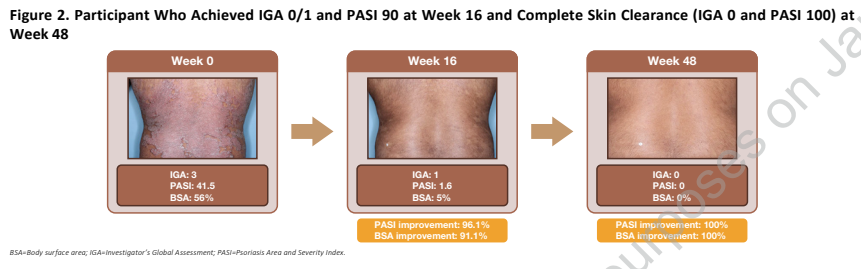 Figure 2. Participant Who Achieved IGA 0/1 and PASI 90 at Week 16 and Complete Skin Clearance (IGA 0 and PASI 100) at
Week 48
Week 0
IGA: 3
PASI: 41.5
BSA: 56%
Week 16
IGA: 1
PASI: 1.6
BSA: 5%
PASI improvement: 96.1%
BSA improvement: 91.1%
Week 48
IGA: 0
PASI: 0
BSA: 0%
PASI improvement: 100%
BSA improvement: 100%
BSA=Body surface area; IGA=Investigator's Global Assessment; PASI=Psoriasis Area and Severity Index.
on